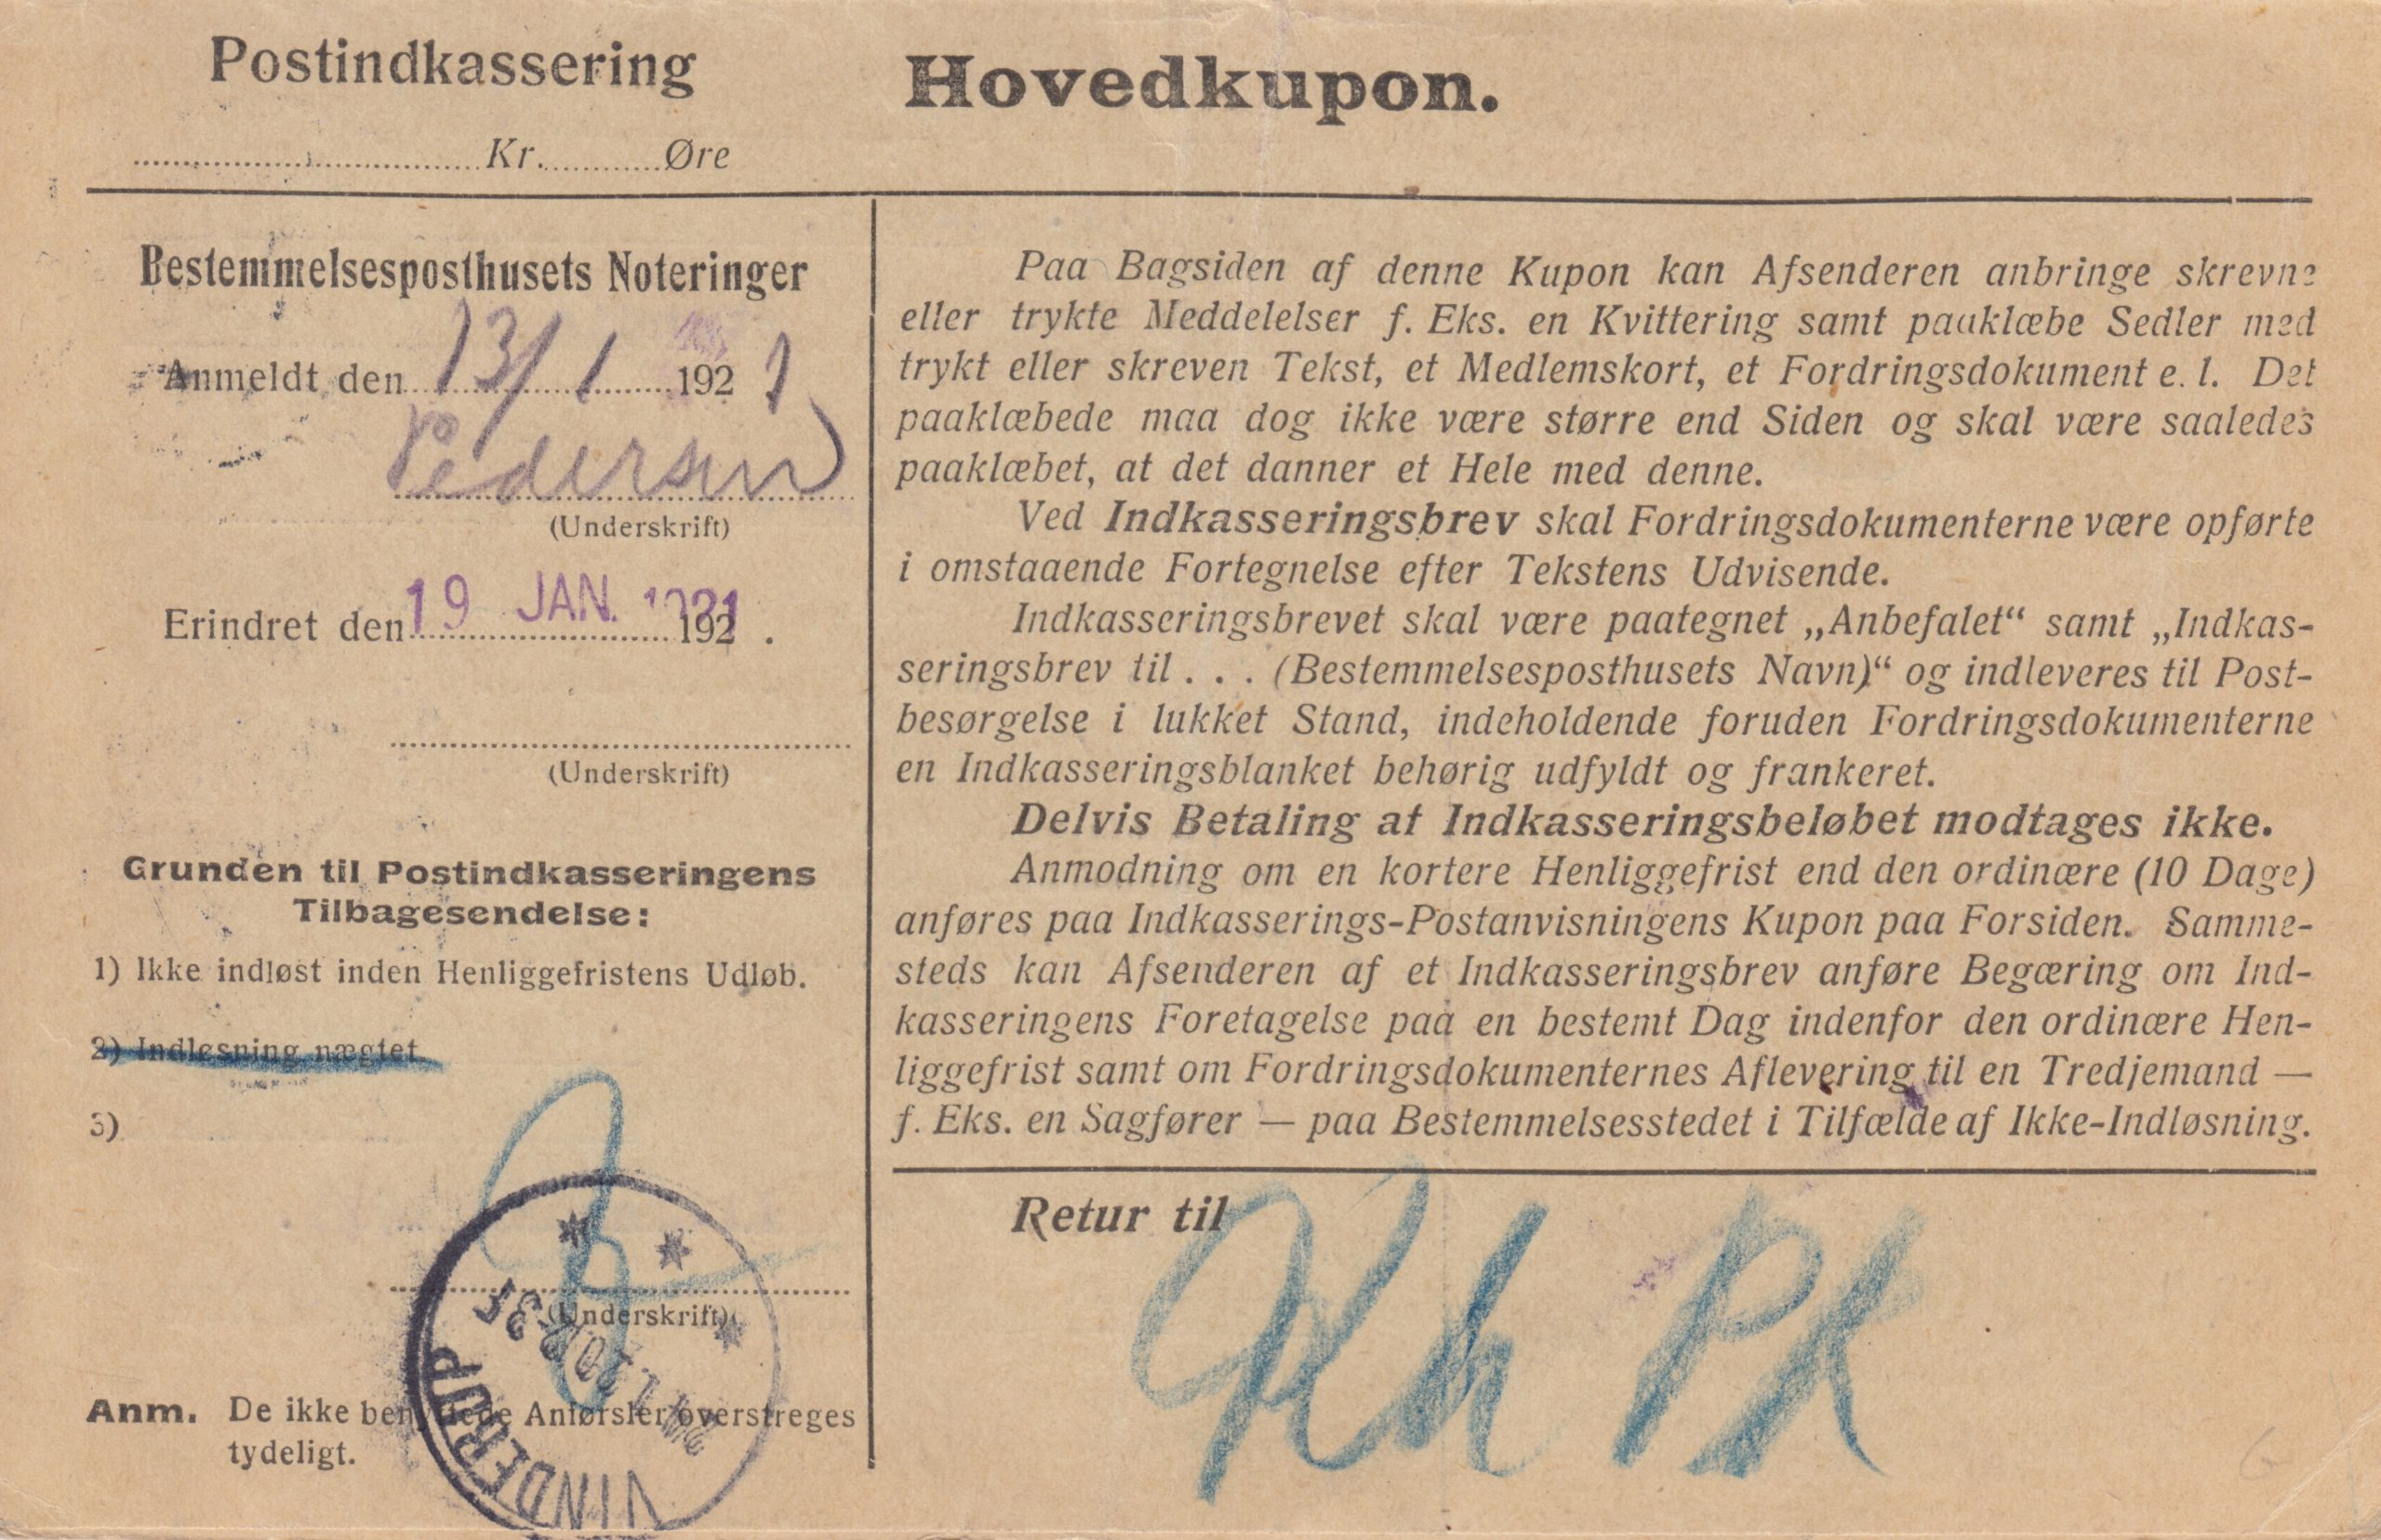 Postindkassering
Hovedkupon.
Kr. Øre
Bestemmelsesposthusets Noteringer
Anmeldt den 13/1 1921
Pedersen
(Underskrift)
Erindret den 192 .
19 JAN. 1921
(Underskrift)
Grunden til Postindkasseringens
Tilbagesendelse:
1) Ikke indløst inden Henliggefristens Udløb.
2) Indløsning nægtet
3)
(Underskrift)
Anm. De ikke benyttede Anførsler overstreges
tydeligt.
VINDERUP
Paa Bagsiden af denne Kupon kan Afsenderen anbringe skrevne
eller trykte Meddelelser f. Eks. en Kvittering samt paaklæbe Sedler med
trykt eller skreven Tekst, et Medlemskort, et Fordringsdokument e. l. Det
paaklæbede maa dog ikke være større end Siden og skal være saaledes
paaklæbet, at det danner et Hele med denne.
Ved Indkasseringsbrev skal Fordringsdokumenterne være opførte
i omstaaende Fortegnelse efter Tekstens Udvisende.
Indkasseringsbrevet skal være paategnet „Anbefalet“ samt „Indkas-
seringsbrev til . . . (Bestemmelsesposthusets Navn)“ og indleveres til Post-
besørgelse i lukket Stand, indeholdende foruden Fordringsdokumenterne
en Indkasseringsblanket behørig udfyldt og frankeret.
Delvis Betaling af Indkasseringsbeløbet modtages ikke.
Anmodning om en kortere Henliggefrist end den ordinære (10 Dage)
anføres paa Indkasserings-Postanvisningens Kupon paa Forsiden. Samme-
steds kan Afsenderen af et Indkasseringsbrev anføre Begæring om Ind-
kasseringens Foretagelse paa en bestemt Dag indenfor den ordinære Hen-
liggefrist samt om Fordringsdokumenternes Aflevering til en Tredjemand —
f. Eks. en Sagfører — paa Bestemmelsesstedet i Tilfælde af Ikke-Indløsning.
Retur til